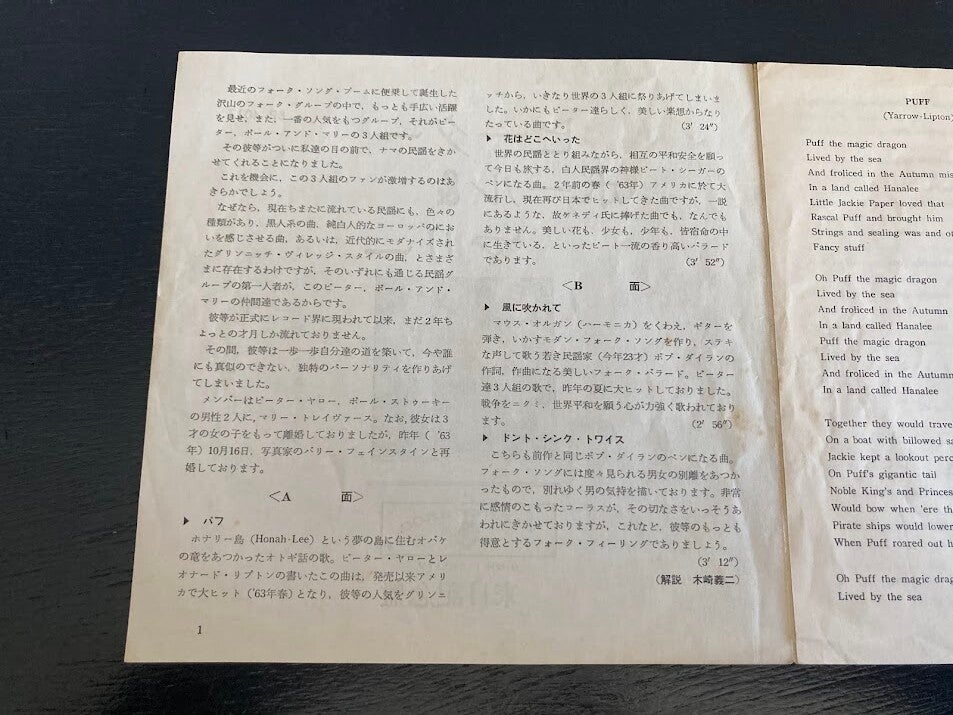 最近のフォーク・ソング・ブームに便乗して誕生した
沢山のフォーク・グループの中で、もっとも手広い活躍
を見せ、また、一番の人気をもつグループ、それがピー
ター、ポール・アンド・マリーの3人組です。
その彼等がついに私達の目の前で、ナマの民謡をきか
せてくれることになりました。
これを機会に、この3人組のファンが激増するのはあ
きらかでしょう。
なぜなら、現在ちまたに流れている民謡にも、色々の
種類があり、黒人系の曲、純白人的なヨーロッパのにお
いを感じさせる曲、あるいは、近代的にモダナイズされ
たグリンニッチ・ヴィレッジ・スタイルの曲、とさまざ
まに存在するわけですが、そのいずれにも通じる民謡グ
ループの第一人者が、このピーター、ポール・アンド・
マリーの仲間達であるからです。
彼等が正式にレコード界に現われて以来、まだ2年ち
ょっとの才月しか流れておりません。
その間、彼等は一歩一歩自分達の道を築いて、今や誰
にも真似のできない、独特のパーソナリティを作りあげ
てしまいました。
メンバーはピーター・ヤロー、ポール・ストゥーキー
の男性2人に、マリー・トレイヴァース。なお、彼女は3
才の女の子をもって離婚しておりましたが、昨年('63
年)10月16日、写真家のバリー・フェインスタインと再
婚しております。
<A 面>
▶ パフ
ホナリー島(Honah-Lee)という夢の島に住むオバケ
の竜をあつかったオトギ話の歌。ピーター・ヤローとレ
オナード・リプトンの書いたこの曲は、発売以来アメリ
カで大ヒット('63年春)となり、彼等の人気をグリンニ
1
ッチから、いきなり世界の3人組に祭りあげてしまいま
した。いかにもピーター達らしく、美しい楽想からなり
たっている曲です。 (3′ 24″)
▶ 花はどこへいった
世界の民謡ととり組みながら、相互の平和安全を願っ
て今日も旅する、白人民謡界の神様ピート・シーガーの
ペンになる曲。2年前の春('63年)アメリカに於て大
流行し、現在再び日本でヒットしてきた曲ですが、一説
にあるような、故ケネディ氏に捧げた曲でも、なんでも
ありません。美しい花も、少女も、少年も、皆宿命の中
に生きている、といったピート一流の香り高いバラード
であります。 (3′ 52″)
<B 面>
▶ 風に吹かれて
マウス・オルガン(ハーモニカ)をくわえ、ギターを
弾き、いかすモダン・フォーク・ソングを作り、ステキ
な声して歌う若き民謡家(今年23才)ボブ・ディランの
作詞、作曲になる美しいフォーク・バラード。ピーター
達3人組の歌で、昨年の夏に大ヒットしておりました。
戦争をニクミ、世界平和を願う心が力強く歌われており
ます。 (2′ 56″)
▶ ドント・シンク・トワイス
こちらも前作と同じボブ・ディランのペンになる曲。
フォーク・ソングには度々見られる男女の別離をあつか
ったもので、別れゆく男の気持を描いております。非常
に感情のこもったコーラスが、その切なさをいっそうあ
われにきかせておりますが、これなど、彼等のもっとも
得意とするフォーク・フィーリングでありましょう。
(3′ 12″)
(解説 木崎義二)
PUFF
(Yarrow-Lipton)
Puff the magic dragon
Lived by the sea
And froliced in the Autumn mis
In a land called Hanalee
Little Jackie Paper loved that
Rascal Puff and brought him
Strings and sealing was and ot
Fancy stuff
Oh Puff the magic dragon
Lived by the sea
And froliced in the Autumn
In a land called Hanalee
Puff the magic dragon
Lived by the sea
And froliced in the Autumn
In a land called Hanalee
Together they would trave
On a boat with billowed sa
Jackie kept a lookout perc
On Puff's gigantic tail
Noble King's and Princes
Would bow when 'ere th
Pirate ships would lower
When Puff roared out h
Oh Puff the magic drag
Lived by the sea